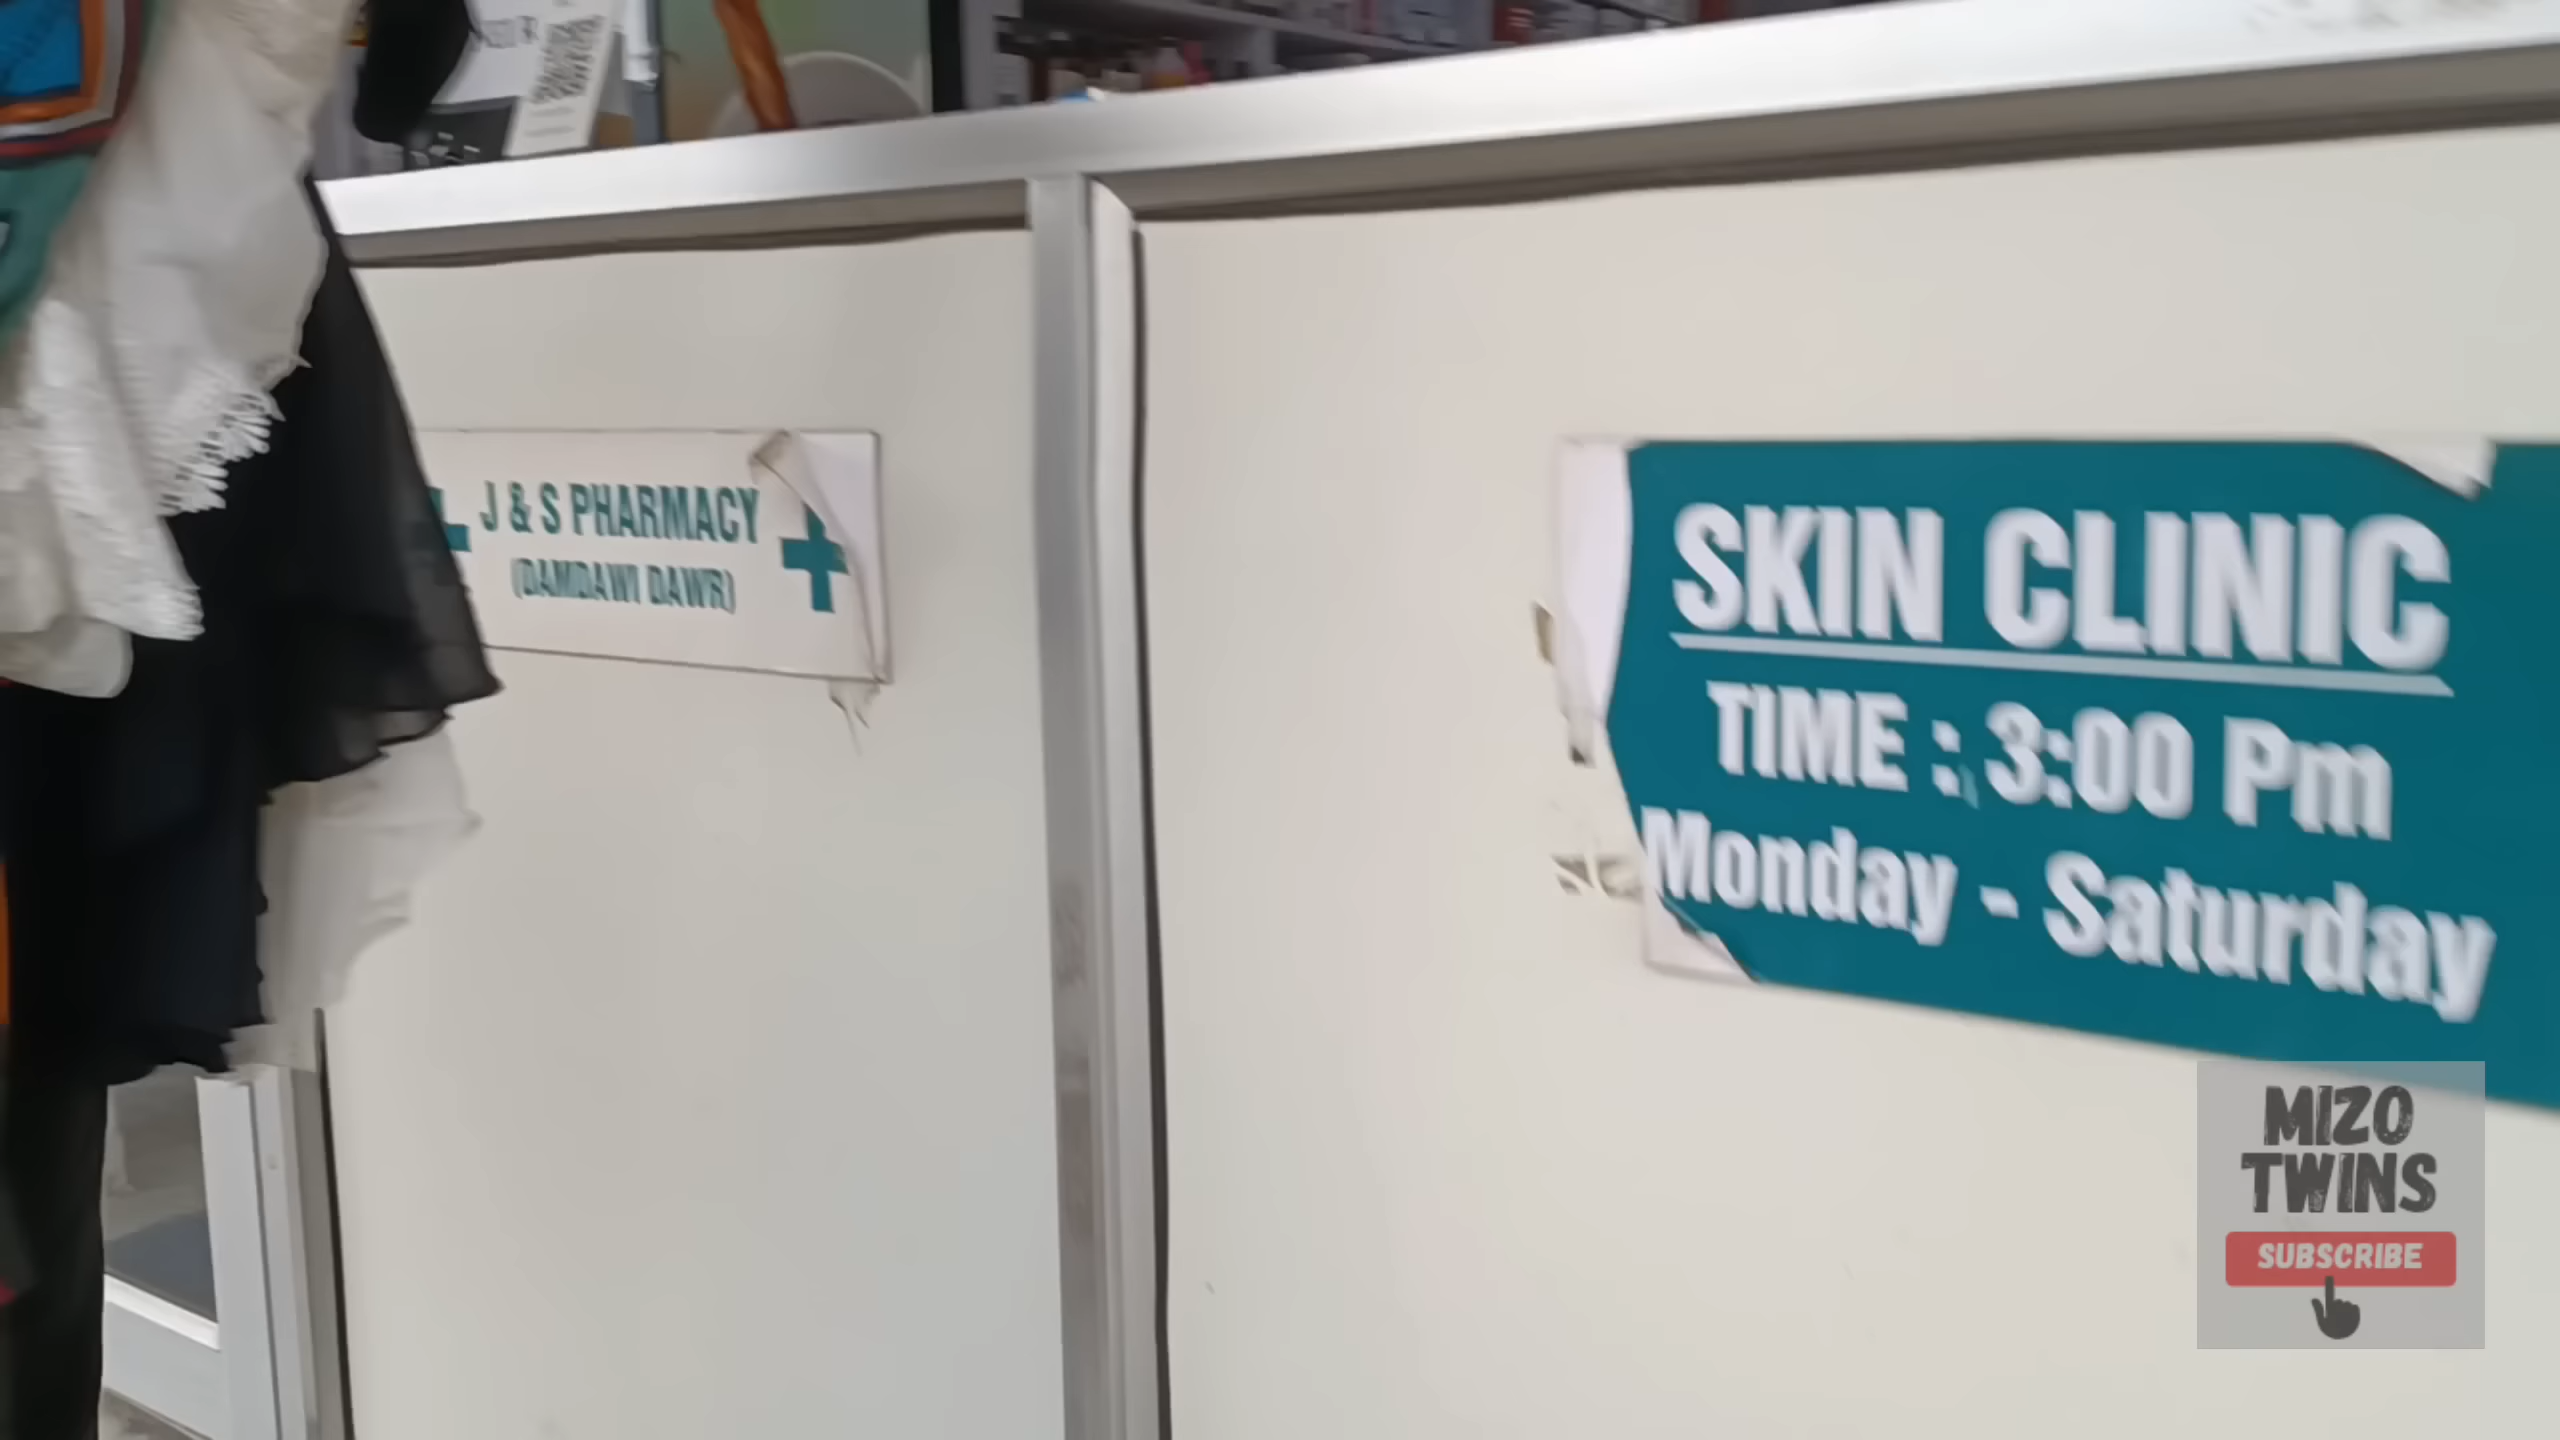 J & S PHARMACY
(DAMDAWI DAWR)
SKIN CLINIC
TIME : 3:00 Pm
Monday - Saturday
MIZO
TWINS
SUBSCRIBE